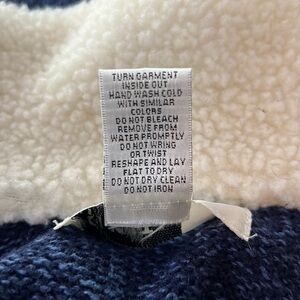 TURN GARMENT
INSIDE OUT
HAND WASH COLD
WITH SIMILAR
COLORS
DO NOT BLEACH
REMOVE FROM
WATER PROMPTLY
DO NOT WRING
OR TWIST
RESHAPE AND LAY
FLAT TO DRY
DO NOT DRY CLEAN
DO NOT IRON